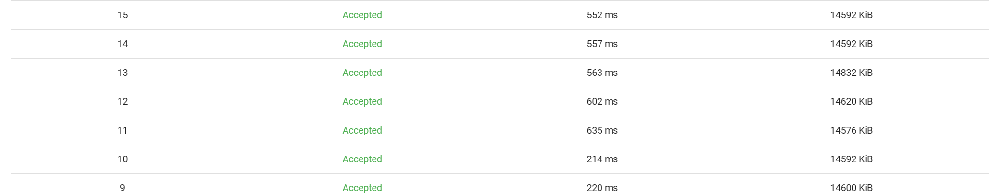 15 Accepted 552 ms 14592 KiB
14 Accepted 557 ms 14592 KiB
13 Accepted 563 ms 14832 KiB
12 Accepted 602 ms 14620 KiB
11 Accepted 635 ms 14576 KiB
10 Accepted 214 ms 14592 KiB
9 Accepted 220 ms 14600 KiB